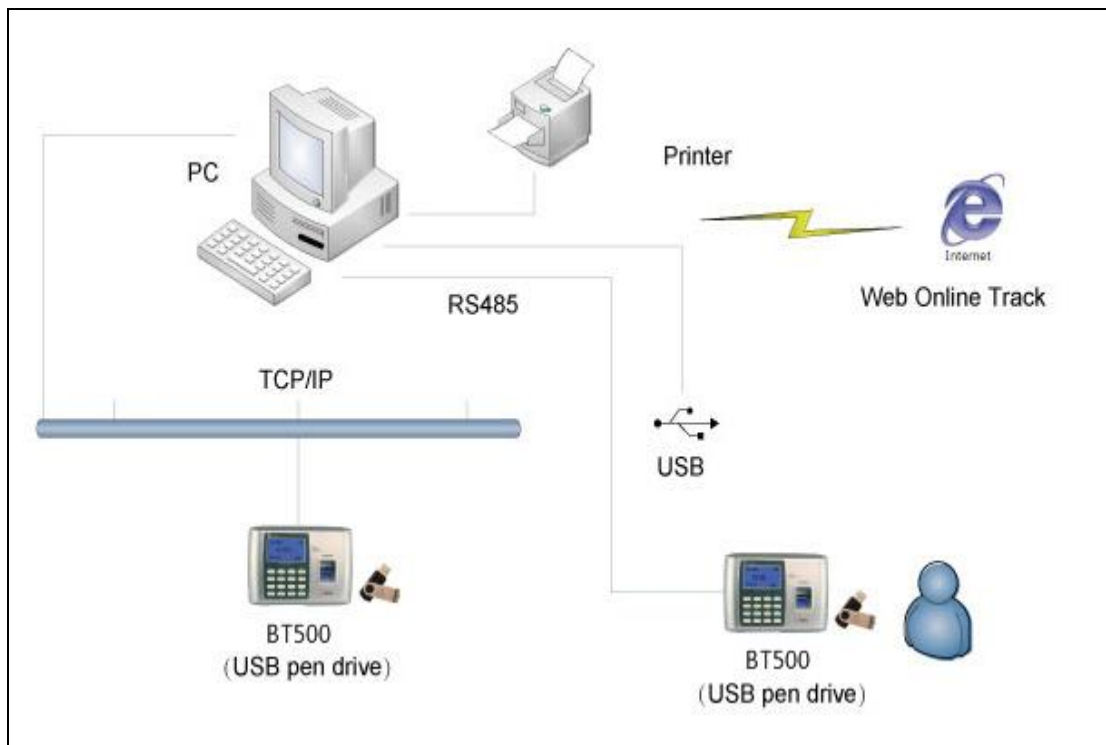 PC
Printer
Internet
Web Online Track
RS485
TCP/IP
USB
BT500
(USB pen drive)
BT500
(USB pen drive)